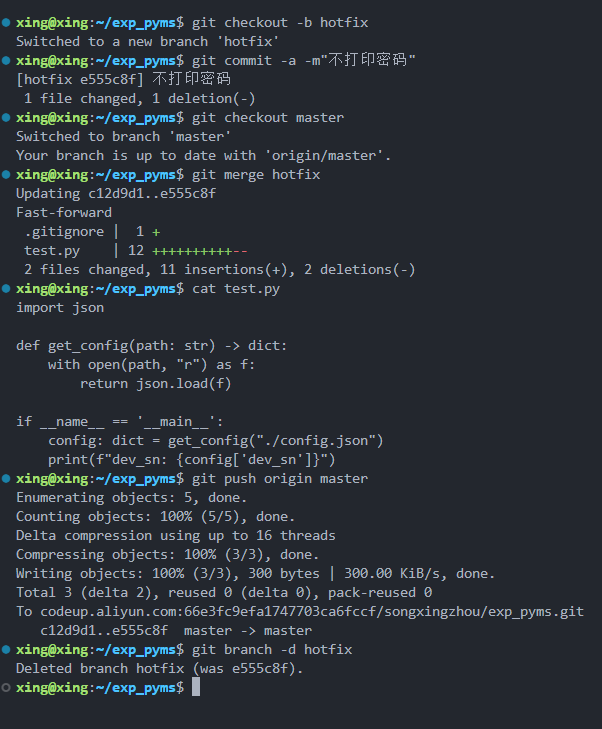 xing@xing:~/exp_pyms$ git checkout -b hotfix
Switched to a new branch 'hotfix'
xing@xing:~/exp_pyms$ git commit -a -m"不打印密码"
[hotfix e555c8f] 不打印密码
 1 file changed, 1 deletion(-)
xing@xing:~/exp_pyms$ git checkout master
Switched to branch 'master'
Your branch is up to date with 'origin/master'.
xing@xing:~/exp_pyms$ git merge hotfix
Updating c12d9d1..e555c8f
Fast-forward
 .gitignore |  1 +
 test.py    | 12 ++++++++++--
 2 files changed, 11 insertions(+), 2 deletions(-)
xing@xing:~/exp_pyms$ cat test.py
import json

def get_config(path: str) -> dict:
    with open(path, "r") as f:
        return json.load(f)

if __name__ == '__main__':
    config: dict = get_config("./config.json")
    print(f"dev_sn: {config['dev_sn']}")
xing@xing:~/exp_pyms$ git push origin master
Enumerating objects: 5, done.
Counting objects: 100% (5/5), done.
Delta compression using up to 16 threads
Compressing objects: 100% (3/3), done.
Writing objects: 100% (3/3), 300 bytes | 300.00 KiB/s, done.
Total 3 (delta 2), reused 0 (delta 0), pack-reused 0
To codeup.aliyun.com:66e3fc9efa1747703ca6fccf/songxingzhou/exp_pyms.git
   c12d9d1..e555c8f  master -> master
xing@xing:~/exp_pyms$ git branch -d hotfix
Deleted branch hotfix (was e555c8f).
xing@xing:~/exp_pyms$